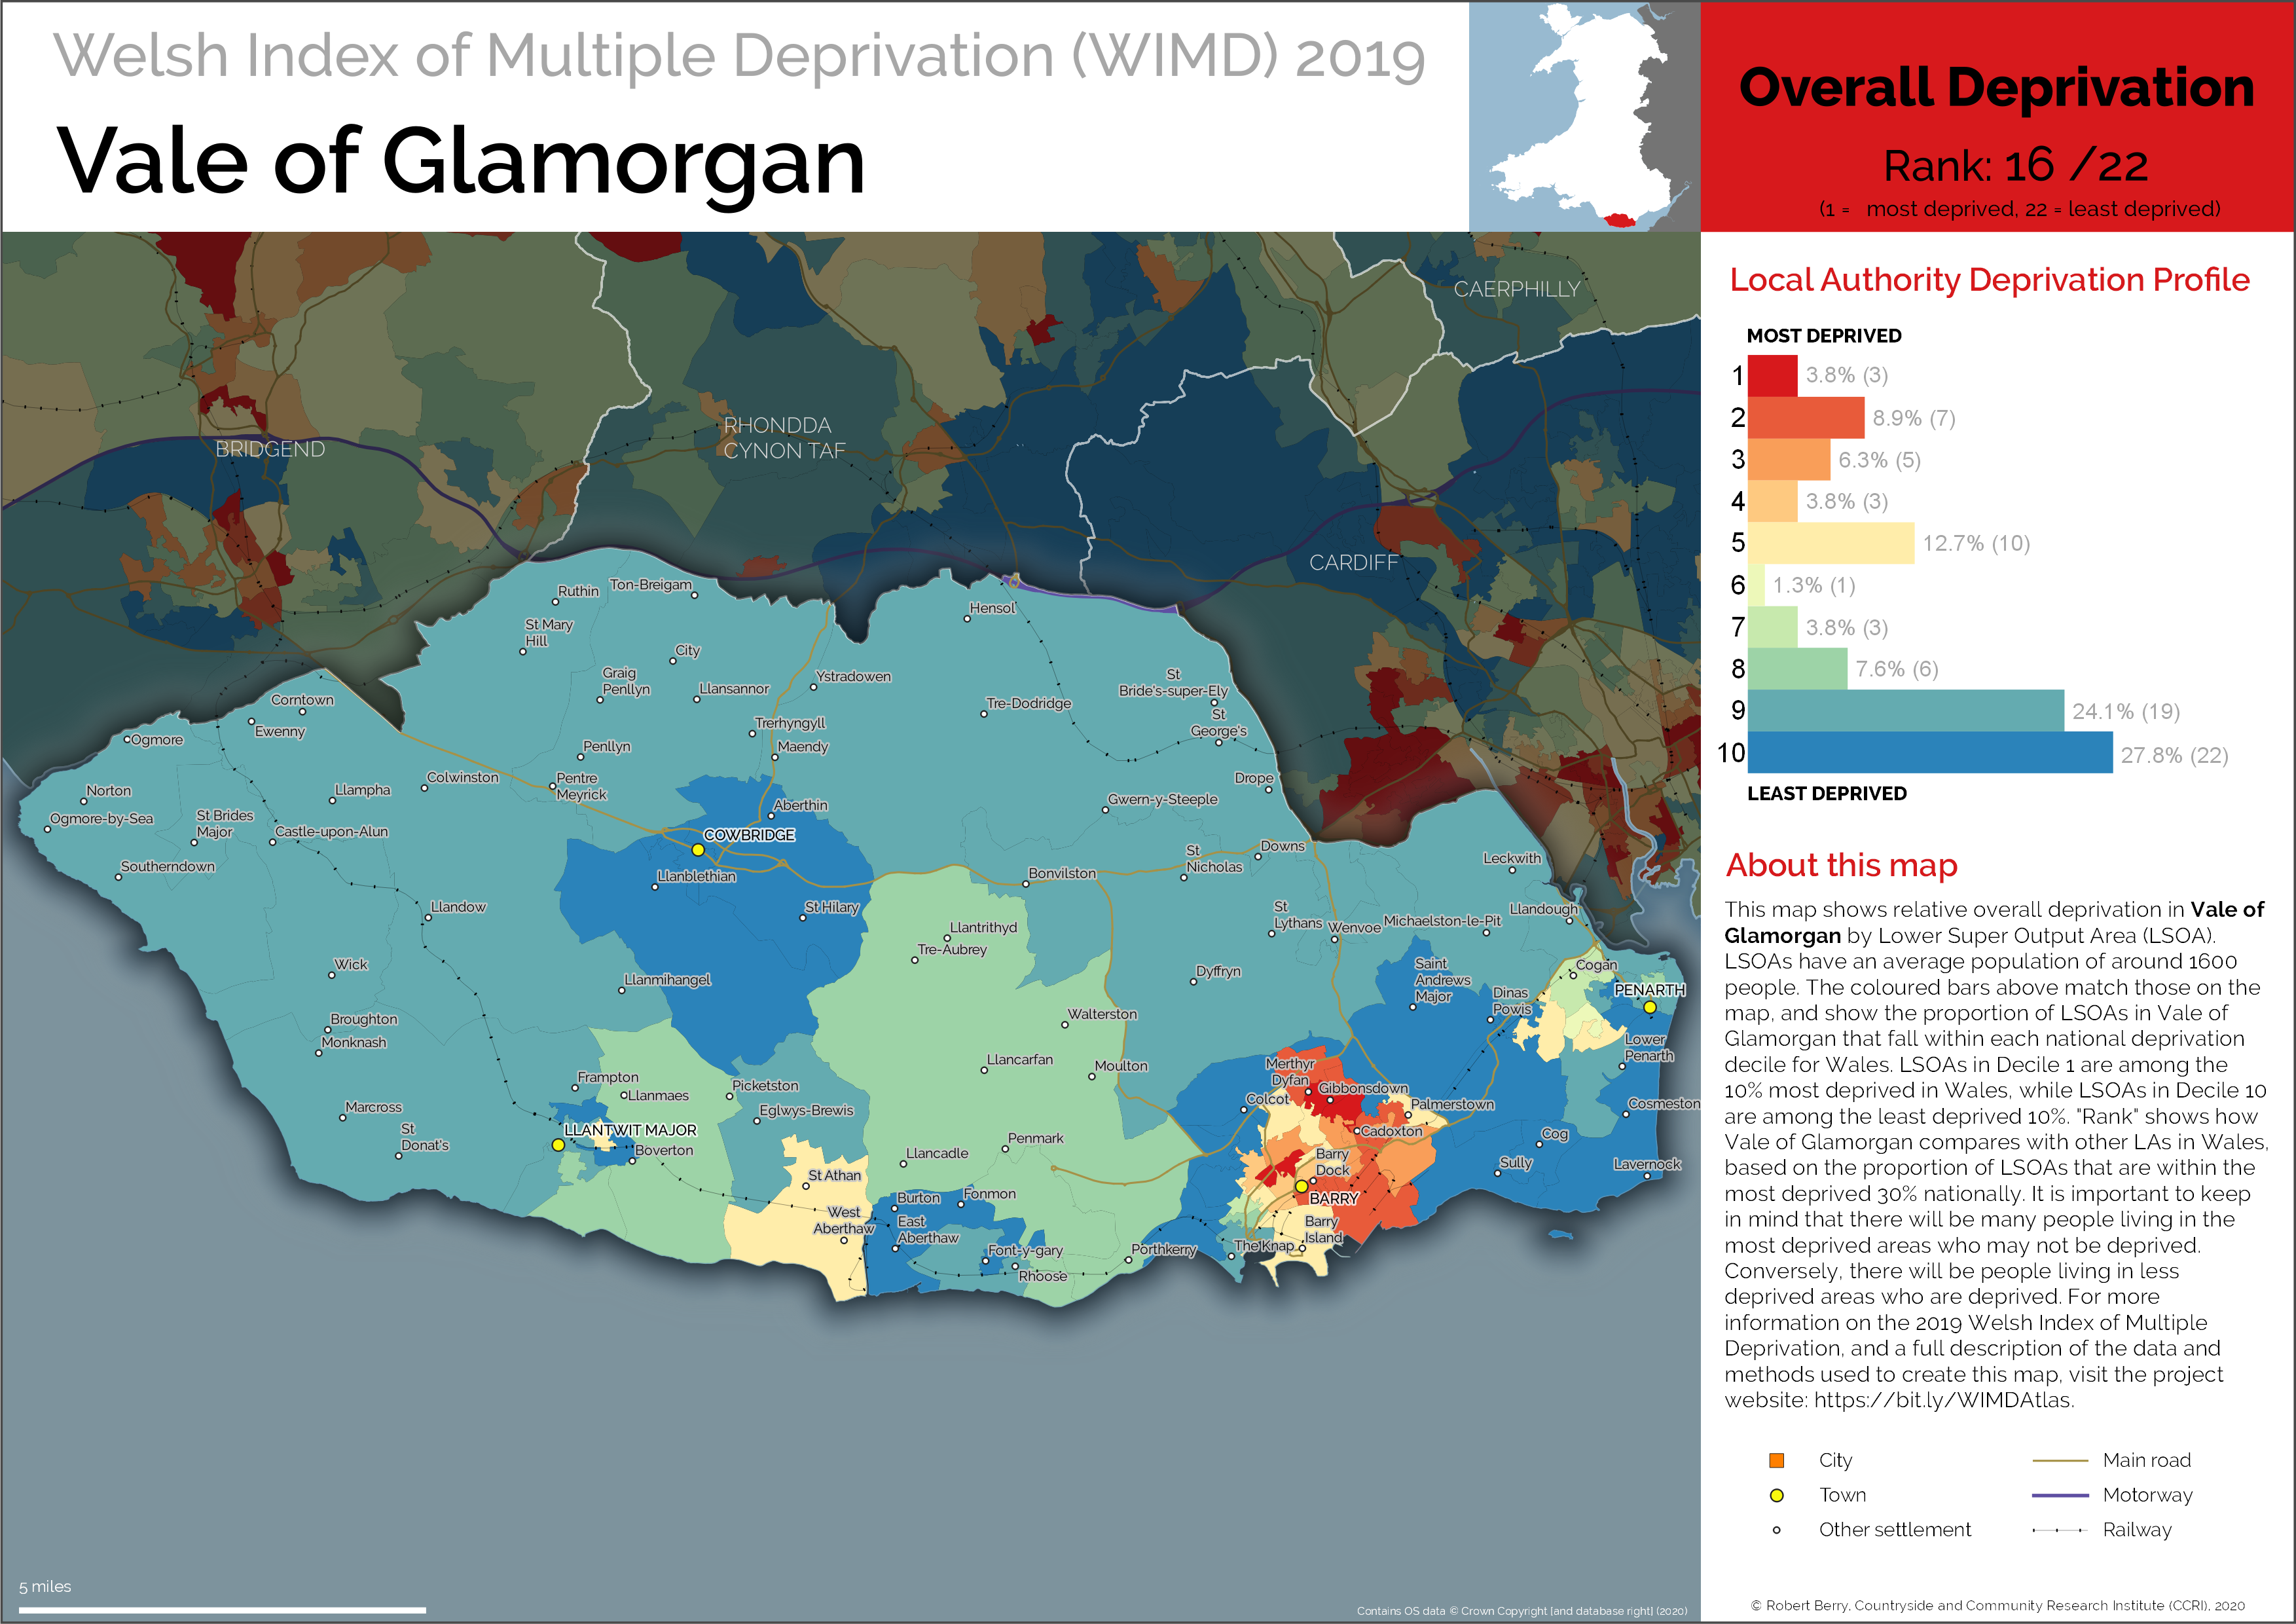 Welsh Index of Multiple Deprivation (WIMD) 2019
Vale of Glamorgan
Overall Deprivation
Rank: 16 /22
(1 = most deprived, 22 = least deprived)
Local Authority Deprivation Profile
MOST DEPRIVED
1 3.8% (3)
2 8.9% (7)
3 6.3% (5)
4 3.8% (3)
5 12.7% (10)
6 1.3% (1)
7 3.8% (3)
8 7.6% (6)
9 24.1% (19)
10 27.8% (22)
LEAST DEPRIVED
About this map
This map shows relative overall deprivation in Vale of
Glamorgan by Lower Super Output Area (LSOA).
LSOAs have an average population of around 1600
people. The coloured bars above match those on the
map, and show the proportion of LSOAs in Vale of
Glamorgan that fall within each national deprivation
decile for Wales. LSOAs in Decile 1 are among the
10% most deprived in Wales, while LSOAs in Decile 10
are among the least deprived 10%. "Rank" shows how
Vale of Glamorgan compares with other LAs in Wales,
based on the proportion of LSOAs that are within the
most deprived 30% nationally. It is important to keep
in mind that there will be many people living in the
most deprived areas who may not be deprived.
Conversely, there will be people living in less
deprived areas who are deprived. For more
information on the 2019 Welsh Index of Multiple
Deprivation, and a full description of the data and
methods used to create this map, visit the project
website: https://bit.ly/WIMDAtlas.
City
Main road
Town
Motorway
Other settlement
Railway
© Robert Berry, Countryside and Community Research Institute (CCRI), 2020
CAERPHILLY
RHONDDA
CYNON TAF
BRIDGEND
CARDIFF
Ruthin
Ton-Breigam
Hensol
St Mary
Hill
City
Graig
Penllyn
Llansannor
Ystradowen
St
Bride's-super-Ely
Corntown
Tre-Dodridge
St
George's
Ewenny
Ogmore
Trerhyngyll
Penllyn
Maendy
Colwinston
Pentre
Meyrick
Drope
Norton
Llampha
Gwern-y-Steeple
Aberthin
Ogmore-by-Sea
St Brides
Major
Castle-upon-Alun
COWBRIDGE
Downs
St
Nicholas
Leckwith
Southerndown
Llanblethian
Bonvilston
Llandow
St Hilary
St
Lythans
Wenvoe
Michaelston-le-Pit
Llandough
Llantrithyd
Tre-Aubrey
Wick
Dyffryn
Saint
Andrews
Major
Cogan
Llanmihangel
Dinas
Powis
PENARTH
Broughton
Walterston
Monknash
Lower
Penarth
Llancarfan
Moulton
Merthyr
Dyfan
Frampton
Llanmaes
Picketston
Gibbonsdown
Marcross
Eglwys-Brewis
Colcot
Palmerstown
Cosmeston
St
Donat's
LLANTWIT MAJOR
Cadoxton
Cog
Boverton
Penmark
Llancadle
Barry
Dock
Sully
Lavernock
St Athan
BARRY
Burton
Fonmon
West
Aberthaw
East
Aberthaw
Barry
Island
Font-y-gary
Porthkerry
The Knap
Rhoose
5 miles
Contains OS data © Crown Copyright [and database right] (2020)